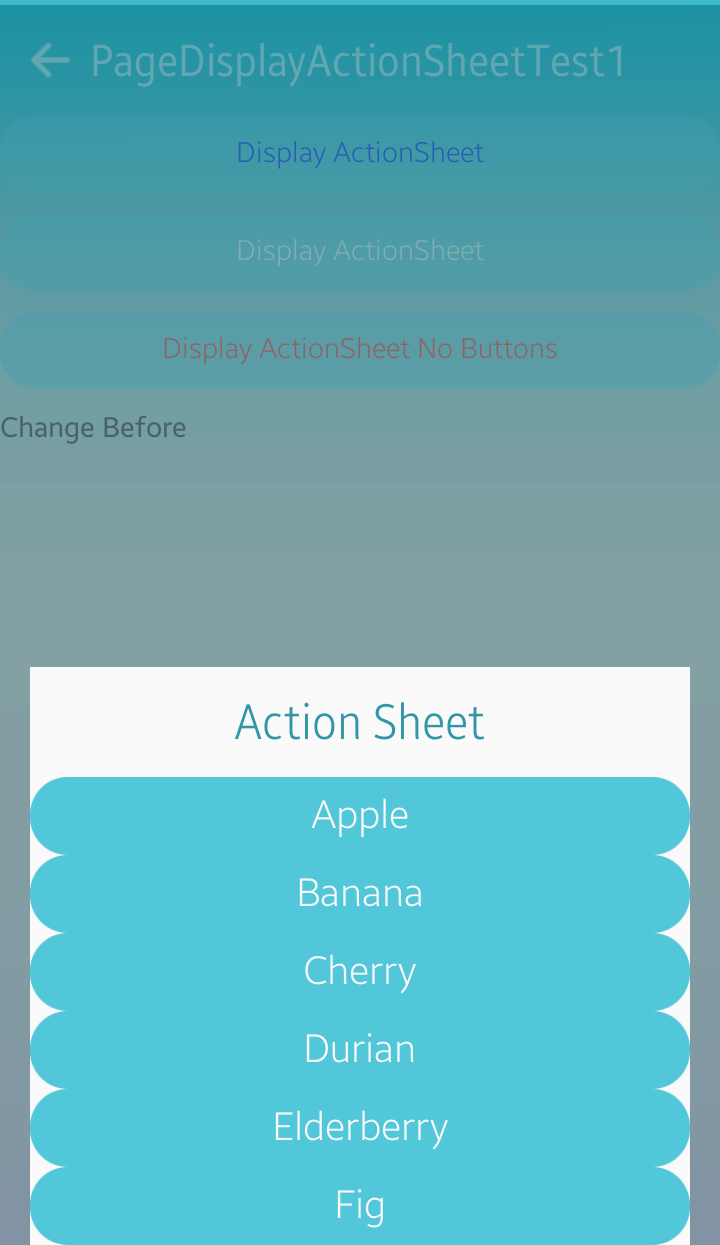 PageDisplayActionSheetTest1
Display ActionSheet
Display ActionSheet
Display ActionSheet No Buttons
Change Before
Action Sheet
Apple
Banana
Cherry
Durian
Elderberry
Fig